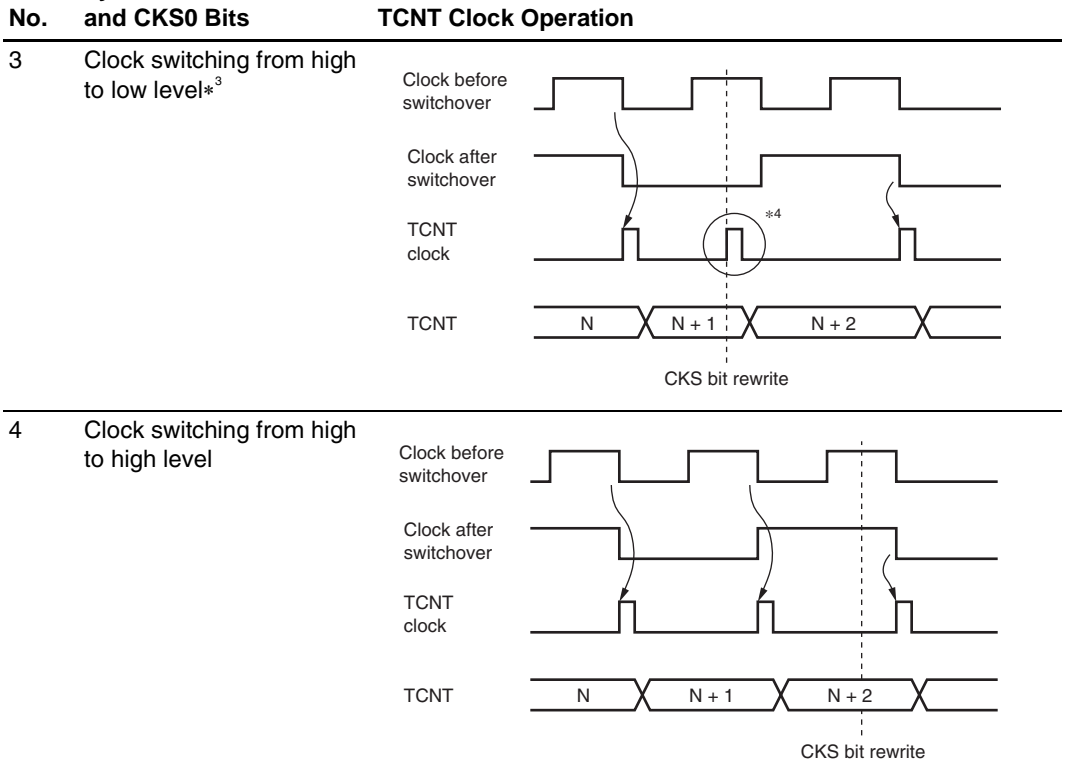 No. and CKS0 Bits TCNT Clock Operation
3 Clock switching from high
to low level*3
Clock before
switchover
Clock after
switchover
TCNT
clock
*4
TCNT
N N + 1 N + 2
CKS bit rewrite
4 Clock switching from high
to high level
Clock before
switchover
Clock after
switchover
TCNT
clock
TCNT
N N + 1 N + 2
CKS bit rewrite